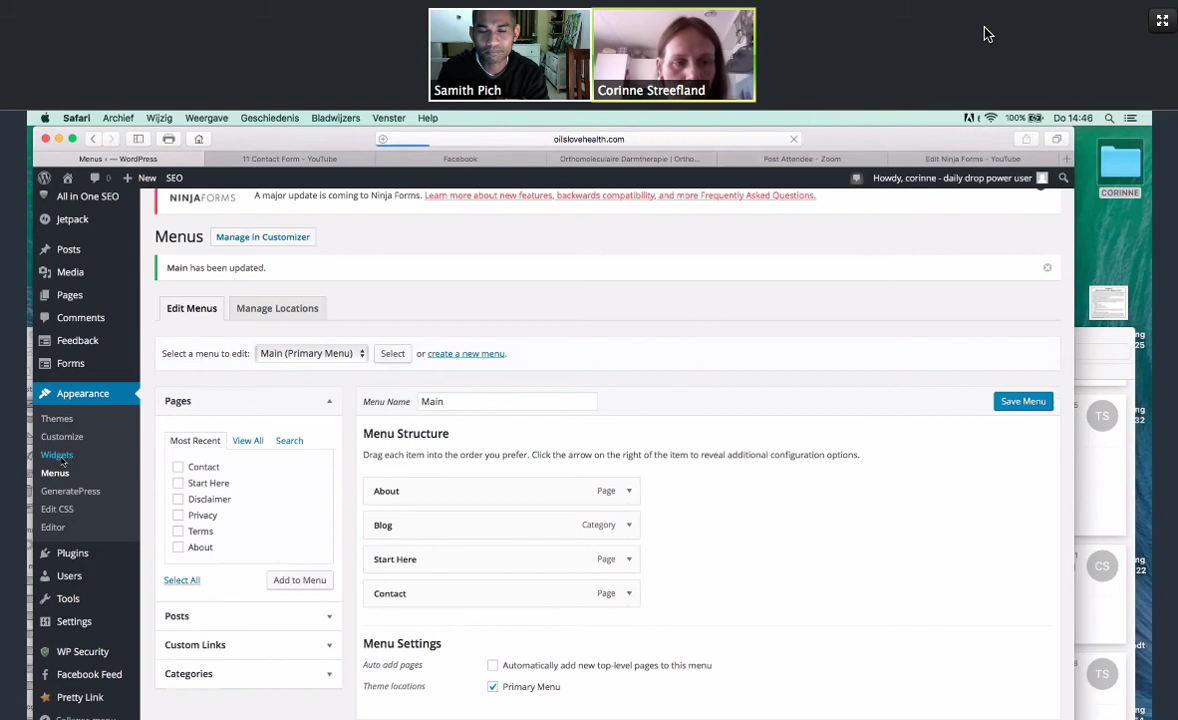 Samith Pich
Corinne Streefland
Safari Archief Wijzig Weergave Geschiedenis Bladwijzers Venster Help
100% Do 14:46
oilslovehealth.com
Menus ‹ — WordPress
11 Contact Form - YouTube
Facebook
Orthomoleculaire Darmtherapie | Ortho...
Post Attendee - Zoom
Edit Ninja Forms — YouTube
CORINNE
0 New SEO
Howdy, corinne - daily drop power user
All in One SEO
Jetpack
Posts
Media
Pages
Comments
Feedback
Forms
Appearance
Themes
Customize
Widgets
Menus
GeneratePress
Edit CSS
Editor
Plugins
Users
Tools
Settings
WP Security
Facebook Feed
Pretty Link
Collapse menu
NINJAFORMS
A major update is coming to Ninja Forms. Learn more about new features, backwards compatibility, and more Frequently Asked Questions.
Menus Manage in Customizer
Main has been updated.
Edit Menus Manage Locations
Select a menu to edit: Main (Primary Menu) Select or create a new menu.
Pages
Most Recent View All Search
Contact
Start Here
Disclaimer
Privacy
Terms
About
Select All Add to Menu
Posts
Custom Links
Categories
Menu Name Main Save Menu
Menu Structure
Drag each item into the order you prefer. Click the arrow on the right of the item to reveal additional configuration options.
About Page
Blog Category
Start Here Page
Contact Page
Menu Settings
Auto add pages Automatically add new top-level pages to this menu
Theme locations Primary Menu
TS
CS
TS